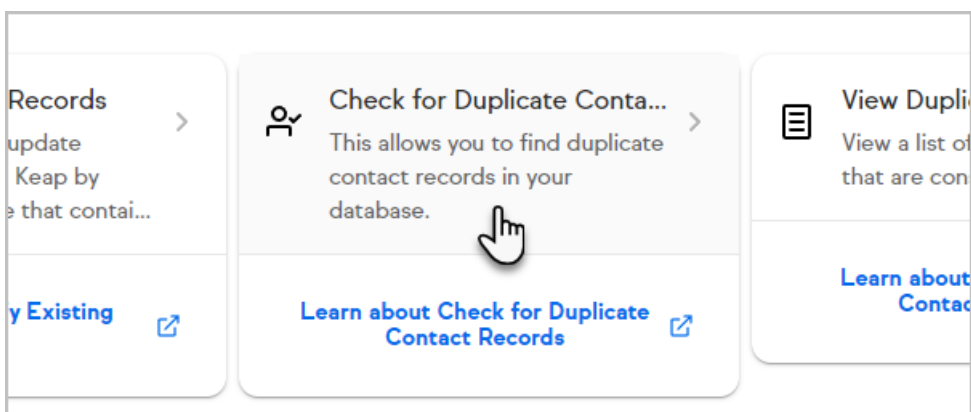 Records
update
Keap by
e that contai...
y Existing
Check for Duplicate Conta...
This allows you to find duplicate
contact records in your
database.
Learn about Check for Duplicate
Contact Records
View Dupli
View a list of
that are con
Learn about
Contac